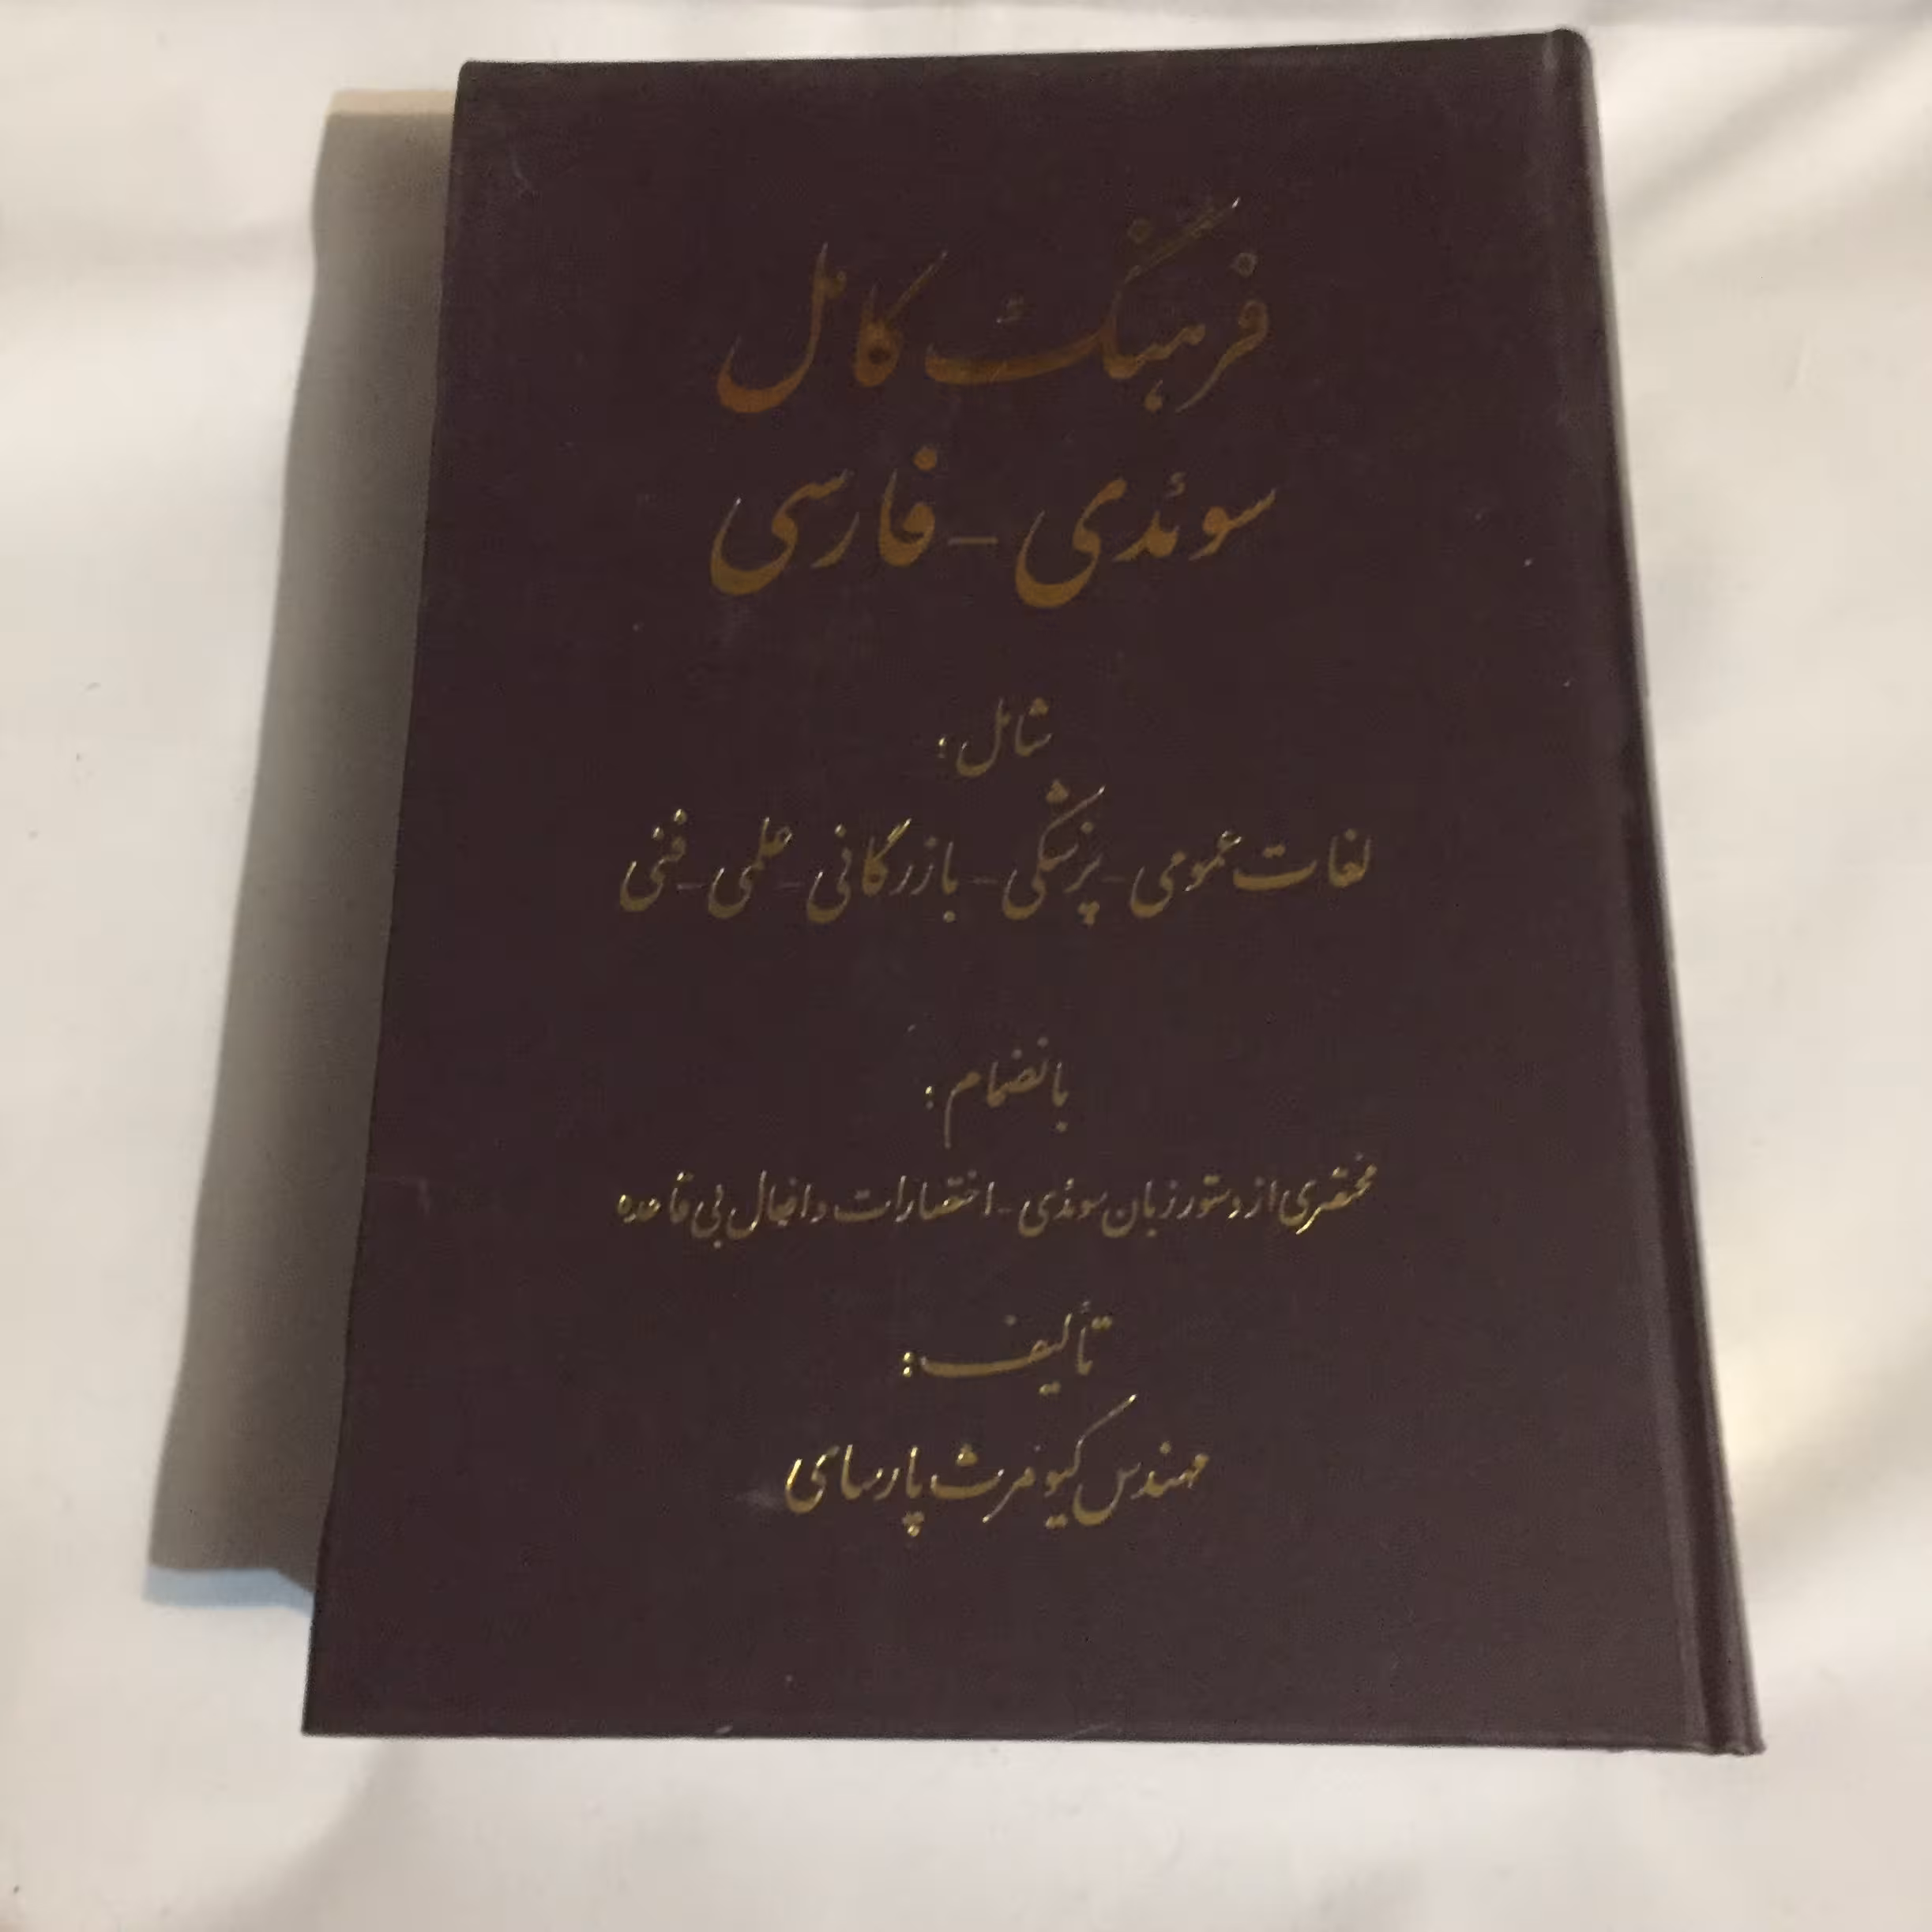 فرهنگ کامل
سوئدی - فارسی
شامل:
لغات عمومی - پزشکی - بازرگانی - علمی - فنی
بانضمام:
مختصری از دستور زبان سوئدی - اختصارات و افعال بی قاعده
تألیف:
مهندس کیومرث پارسای